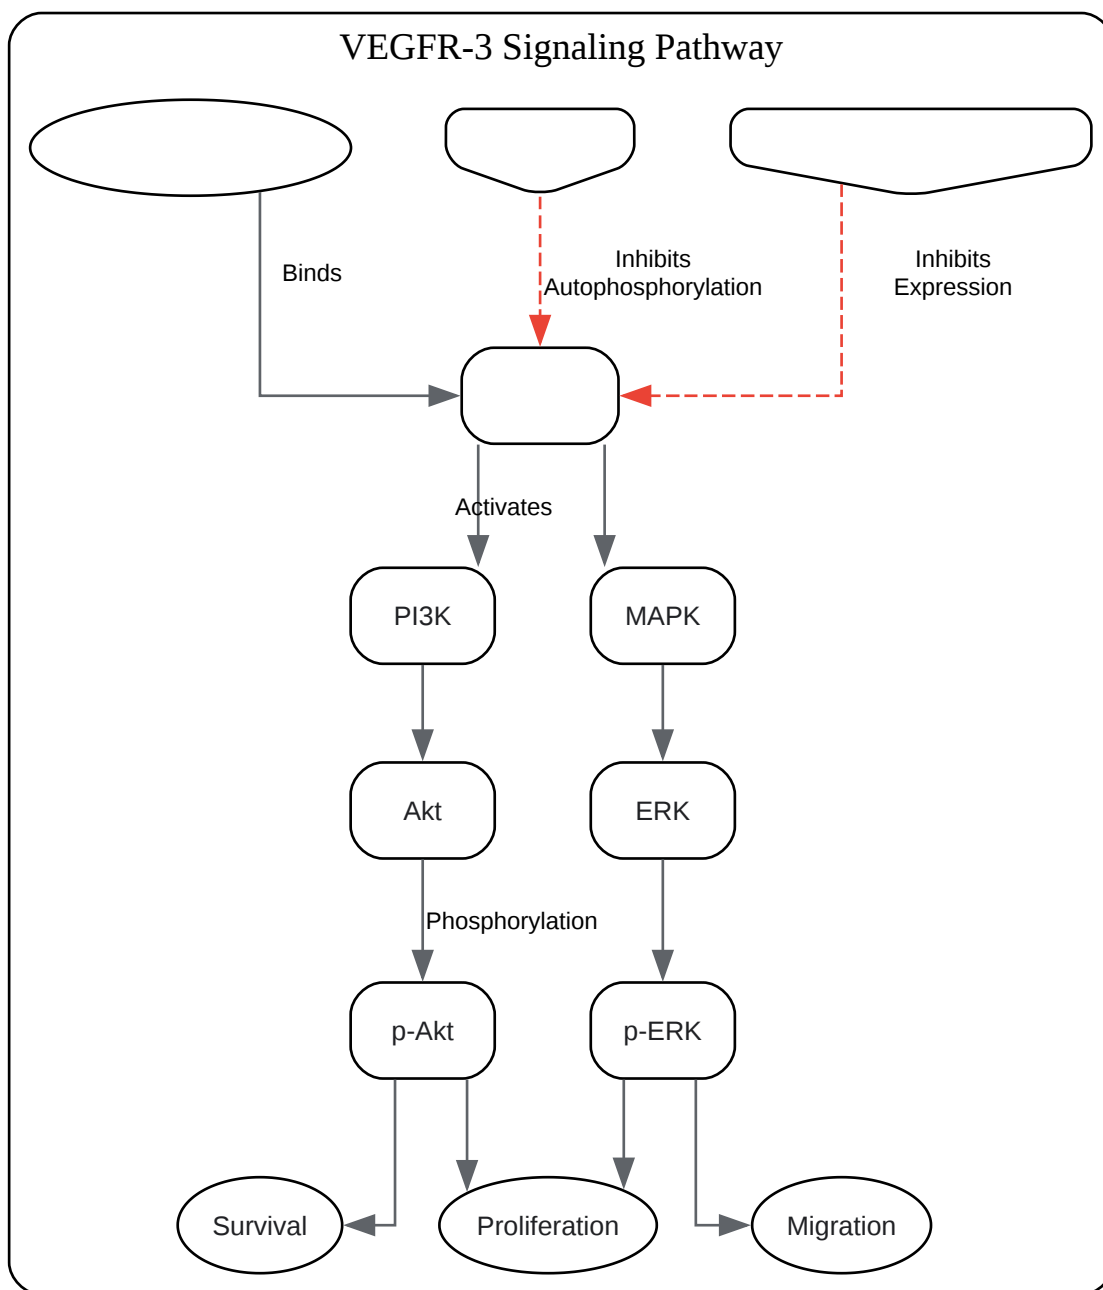 VEGFR-3 Signaling Pathway
Binds
Inhibits
Autophosphorylation
Inhibits
Expression
Activates
PI3K
MAPK
Akt
ERK
Phosphorylation
p-Akt
p-ERK
Survival
Proliferation
Migration